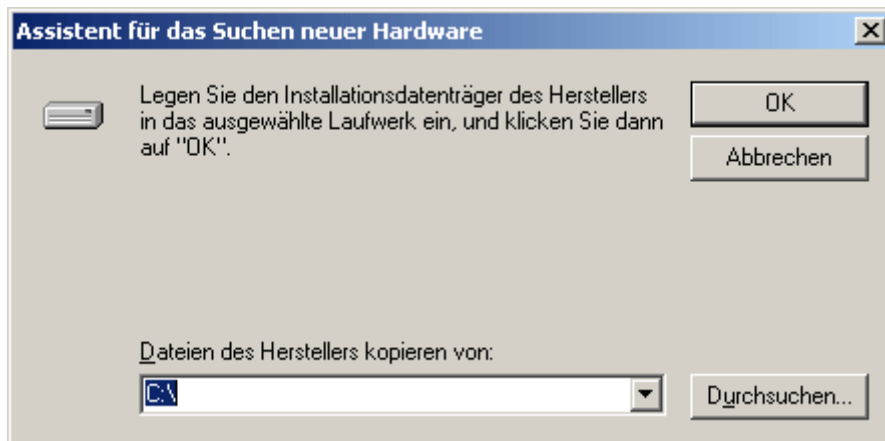 Assistent für das Suchen neuer Hardware
Legen Sie den Installationsdatenträger des Herstellers
in das ausgewählte Laufwerk ein, und klicken Sie dann
auf "OK".
OK
Abbrechen
Dateien des Herstellers kopieren von:
C:\
Durchsuchen...